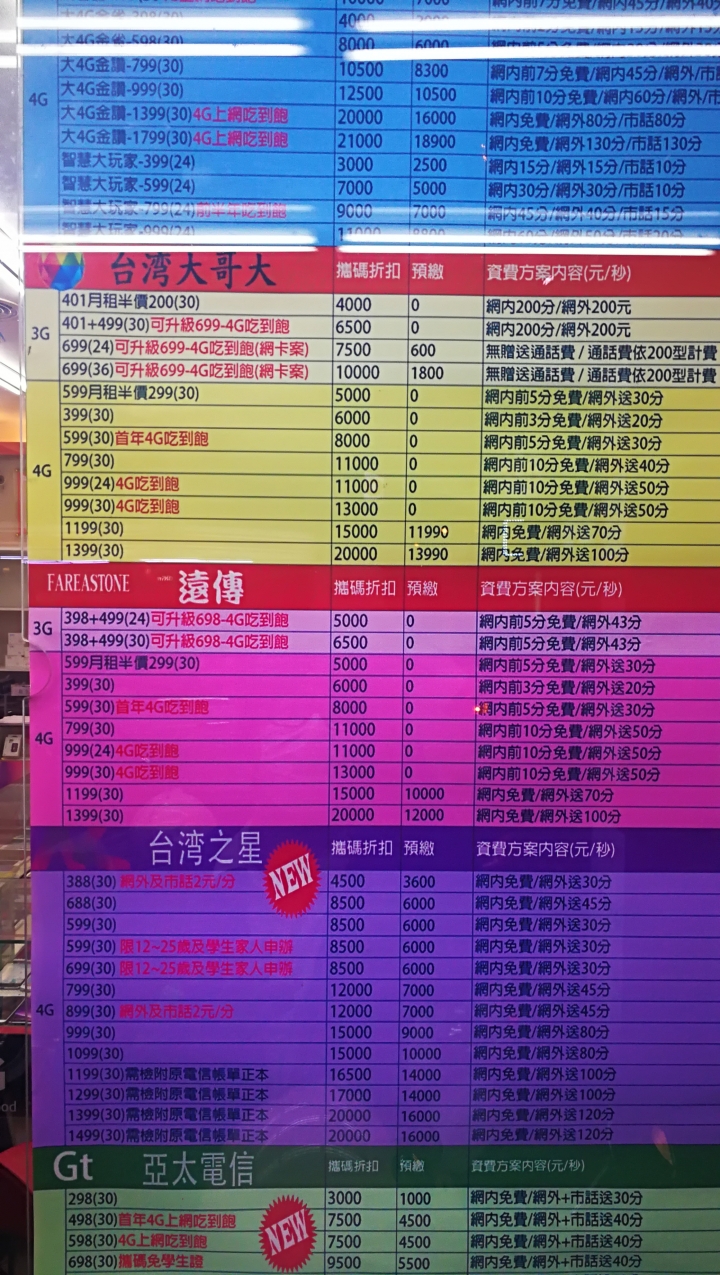 10000 7000 網內前7分免費/網內45分/網外40分
4000
大4G金省-598(30) 8000 6000
大4G金讚-799(30) 10500 8300 網內前7分免費/網內45分/網外/市
大4G金讚-999(30) 12500 10500 網內前10分免費/網內60分/網外/市
4G 大4G金讚-1399(30)4G上網吃到飽 20000 16000 網內免費/網外80分/市話80分
大4G金讚-1799(30)4G上網吃到飽 21000 18900 網內免費/網外130分/市話130分
智慧大玩家-399(24) 3000 2500 網內15分/網外15分/市話10分
智慧大玩家-599(24) 7000 5000 網內30分/網外30分/市話10分
智慧大玩家-799(24)前半年吃到飽 9000 7000 網內45分/網外40分/市話15分
智慧大玩家-999(24) 11000 8800
台湾大哥大 攜碼折扣 預繳 資費方案內容(元/秒)
401月租半價200(30) 4000 0 網內200分/網外200元
3G 401+499(30)可升級699-4G吃到飽 6500 0 網內200分/網外200元
699(24)可升級699-4G吃到飽(網卡案) 7500 600 無贈送通話費 / 通話費依200型計費
699(36)可升級699-4G吃到飽(網卡案) 10000 1800 無贈送通話費 / 通話費依200型計費
599月租半價299(30) 5000 0 網內前5分免費/網外送30分
399(30) 6000 0 網內前3分免費/網外送20分
599(30)首年4G吃到飽 8000 0 網內前5分免費/網外送30分
799(30) 11000 0 網內前10分免費/網外送40分
4G 999(24)4G吃到飽 11000 0 網內前10分免費/網外送50分
999(30)4G吃到飽 13000 0 網內前10分免費/網外送50分
1199(30) 15000 11990 網內免費/網外送70分
1399(30) 20000 13990 網內免費/網外送100分
FAREASTONE 遠傳 攜碼折扣 預繳 資費方案內容(元/秒)
3G 398+499(24)可升級698-4G吃到飽 5000 0 網內前5分免費/網外43分
398+499(30)可升級698-4G吃到飽 6500 0 網內前5分免費/網外43分
599月租半價299(30) 5000 0 網內前5分免費/網外送30分
399(30) 6000 0 網內前3分免費/網外送20分
599(30)首年4G吃到飽 8000 0 網內前5分免費/網外送30分
4G 799(30) 11000 0 網內前10分免費/網外送50分
999(24)4G吃到飽 11000 0 網內前10分免費/網外送50分
999(30)4G吃到飽 13000 0 網內前10分免費/網外送50分
1199(30) 15000 10000 網內免費/網外送70分
1399(30) 20000 12000 網內免費/網外送100分
台湾之星 NEW 攜碼折扣 預繳 資費方案內容(元/秒)
388(30) 網外及市話2元/分 4500 3600 網內免費/網外送30分
688(30) 8500 6000 網內免費/網外送45分
599(30) 8500 6000 網內免費/網外送30分
599(30) 限12~25歲及學生家人申辦 8500 6000 網內免費/網外送30分
699(30) 限12~25歲及學生家人申辦 8500 6000 網內免費/網外送30分
799(30) 12000 7000 網內免費/網外送45分
4G 899(30) 網外及市話2元/分 12000 7000 網內免費/網外送45分
999(30) 15000 9000 網內免費/網外送80分
1099(30) 15000 10000 網內免費/網外送80分
1199(30)需檢附原電信帳單正本 16500 14000 網內免費/網外送100分
1299(30)需檢附原電信帳單正本 17000 14000 網內免費/網外送100分
1399(30)需檢附原電信帳單正本 20000 16000 網內免費/網外送120分
1499(30)需檢附原電信帳單正本 20000 16000 網內免費/網外送120分
Gt 亞太電信 攜碼折扣 預繳 資費方案內容(元/秒)
298(30) 3000 1000 網內免費/網外+市話送30分
498(30)首年4G上網吃到飽 NEW 7500 4500 網內免費/網外+市話送40分
598(30)4G上網吃到飽 7500 4500 網內免費/網外+市話送40分
698(30)攜碼免學生證 9500 5500 網內免費/網外+市話送40分